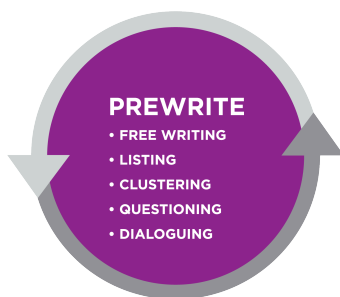 PREWRITE
• FREE WRITING
• LISTING
• CLUSTERING
• QUESTIONING
• DIALOGUING